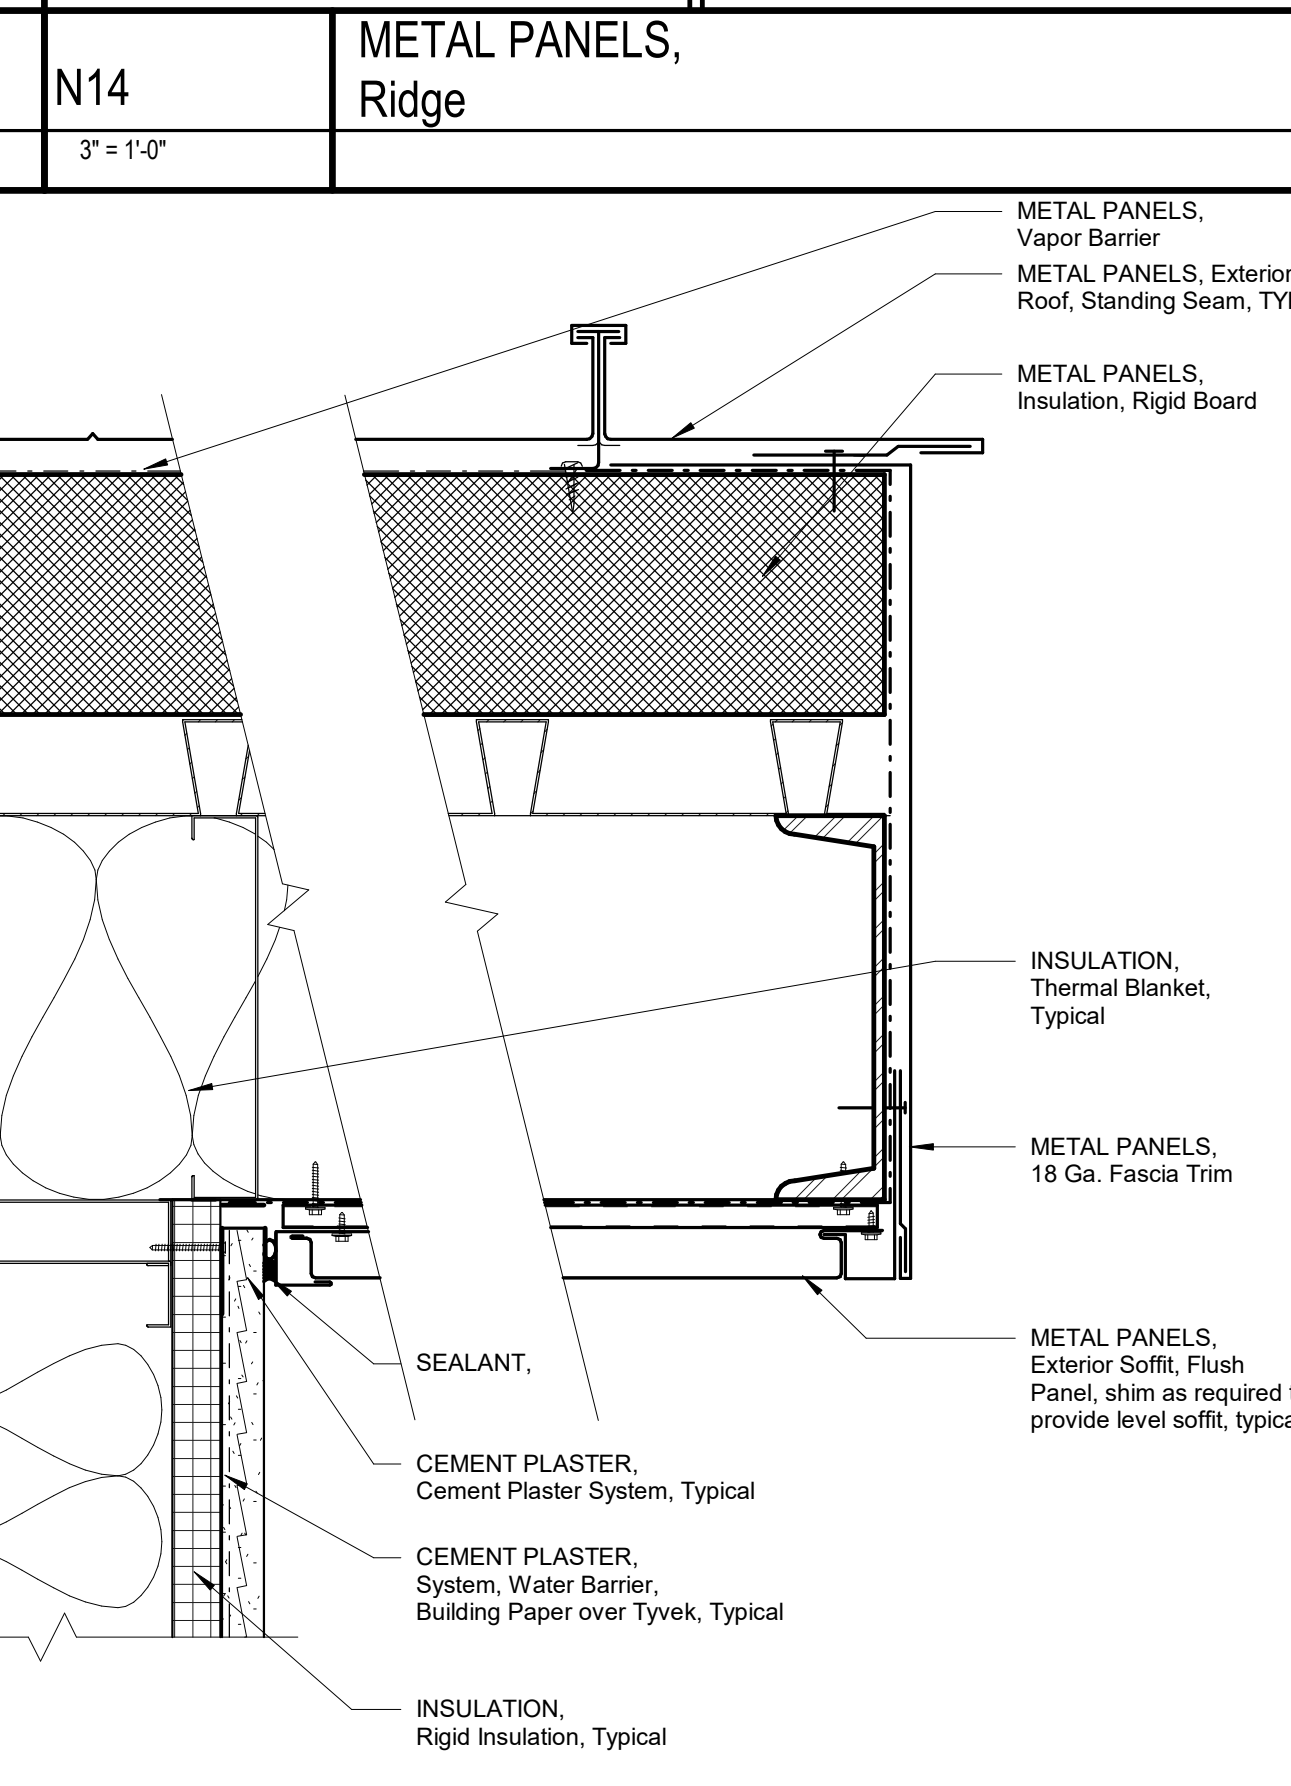 N14
METAL PANELS,
Ridge
3" = 1'-0"
METAL PANELS,
Vapor Barrier
METAL PANELS, Exterior
Roof, Standing Seam,
METAL PANELS,
Insulation, Rigid Board
INSULATION,
Thermal Blanket,
Typical
METAL PANELS,
18 Ga. Fascia Trim
METAL PANELS,
Exterior Soffit, Flush
Panel, shim as required
provide level soffit,
SEALANT,
CEMENT PLASTER,
Cement Plaster System, Typical
CEMENT PLASTER,
System, Water Barrier,
Building Paper over Tyvek, Typical
INSULATION,
Rigid Insulation, Typical